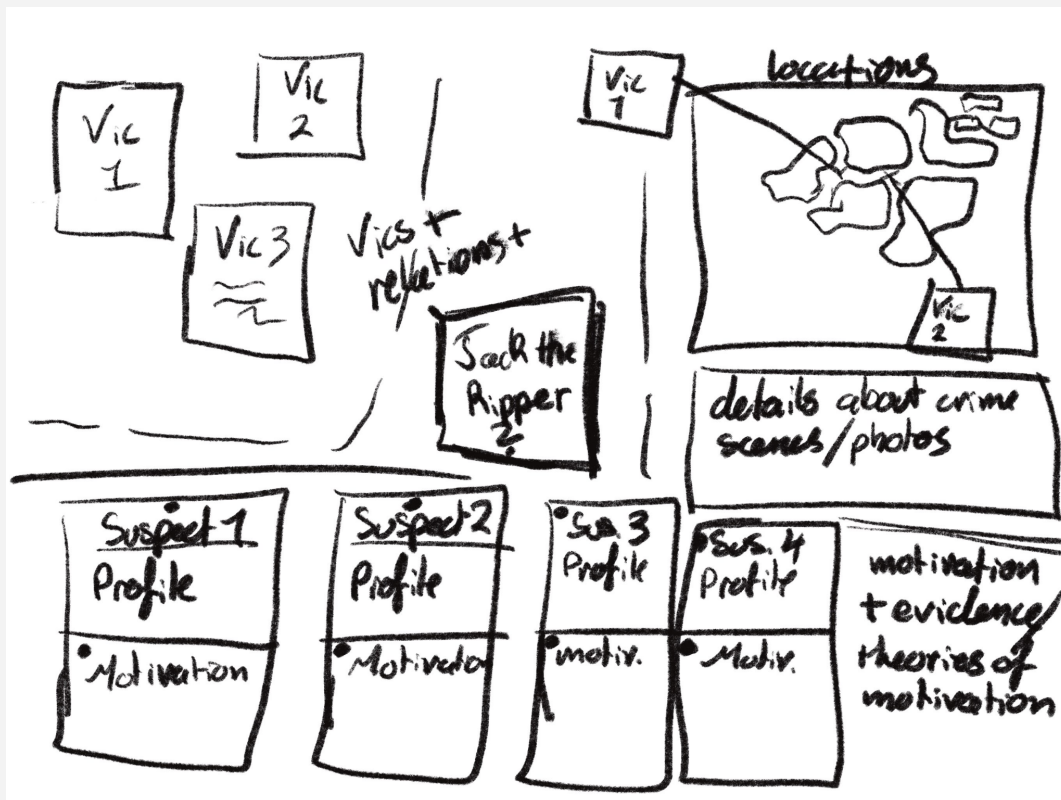 Vic
1
Vic
2
Vic 3
Vics +
relations +
Jack the
Ripper
?
Vic
1
locations
Vic
2
details about crime
scenes/photos
Suspect 1
Profile
Motivation
Suspect 2
Profile
Motivatio
Sus. 3
Profile
motiv.
Sus. 4
Profile
Motiv.
motivation
+ evidence/
theories of
motivation